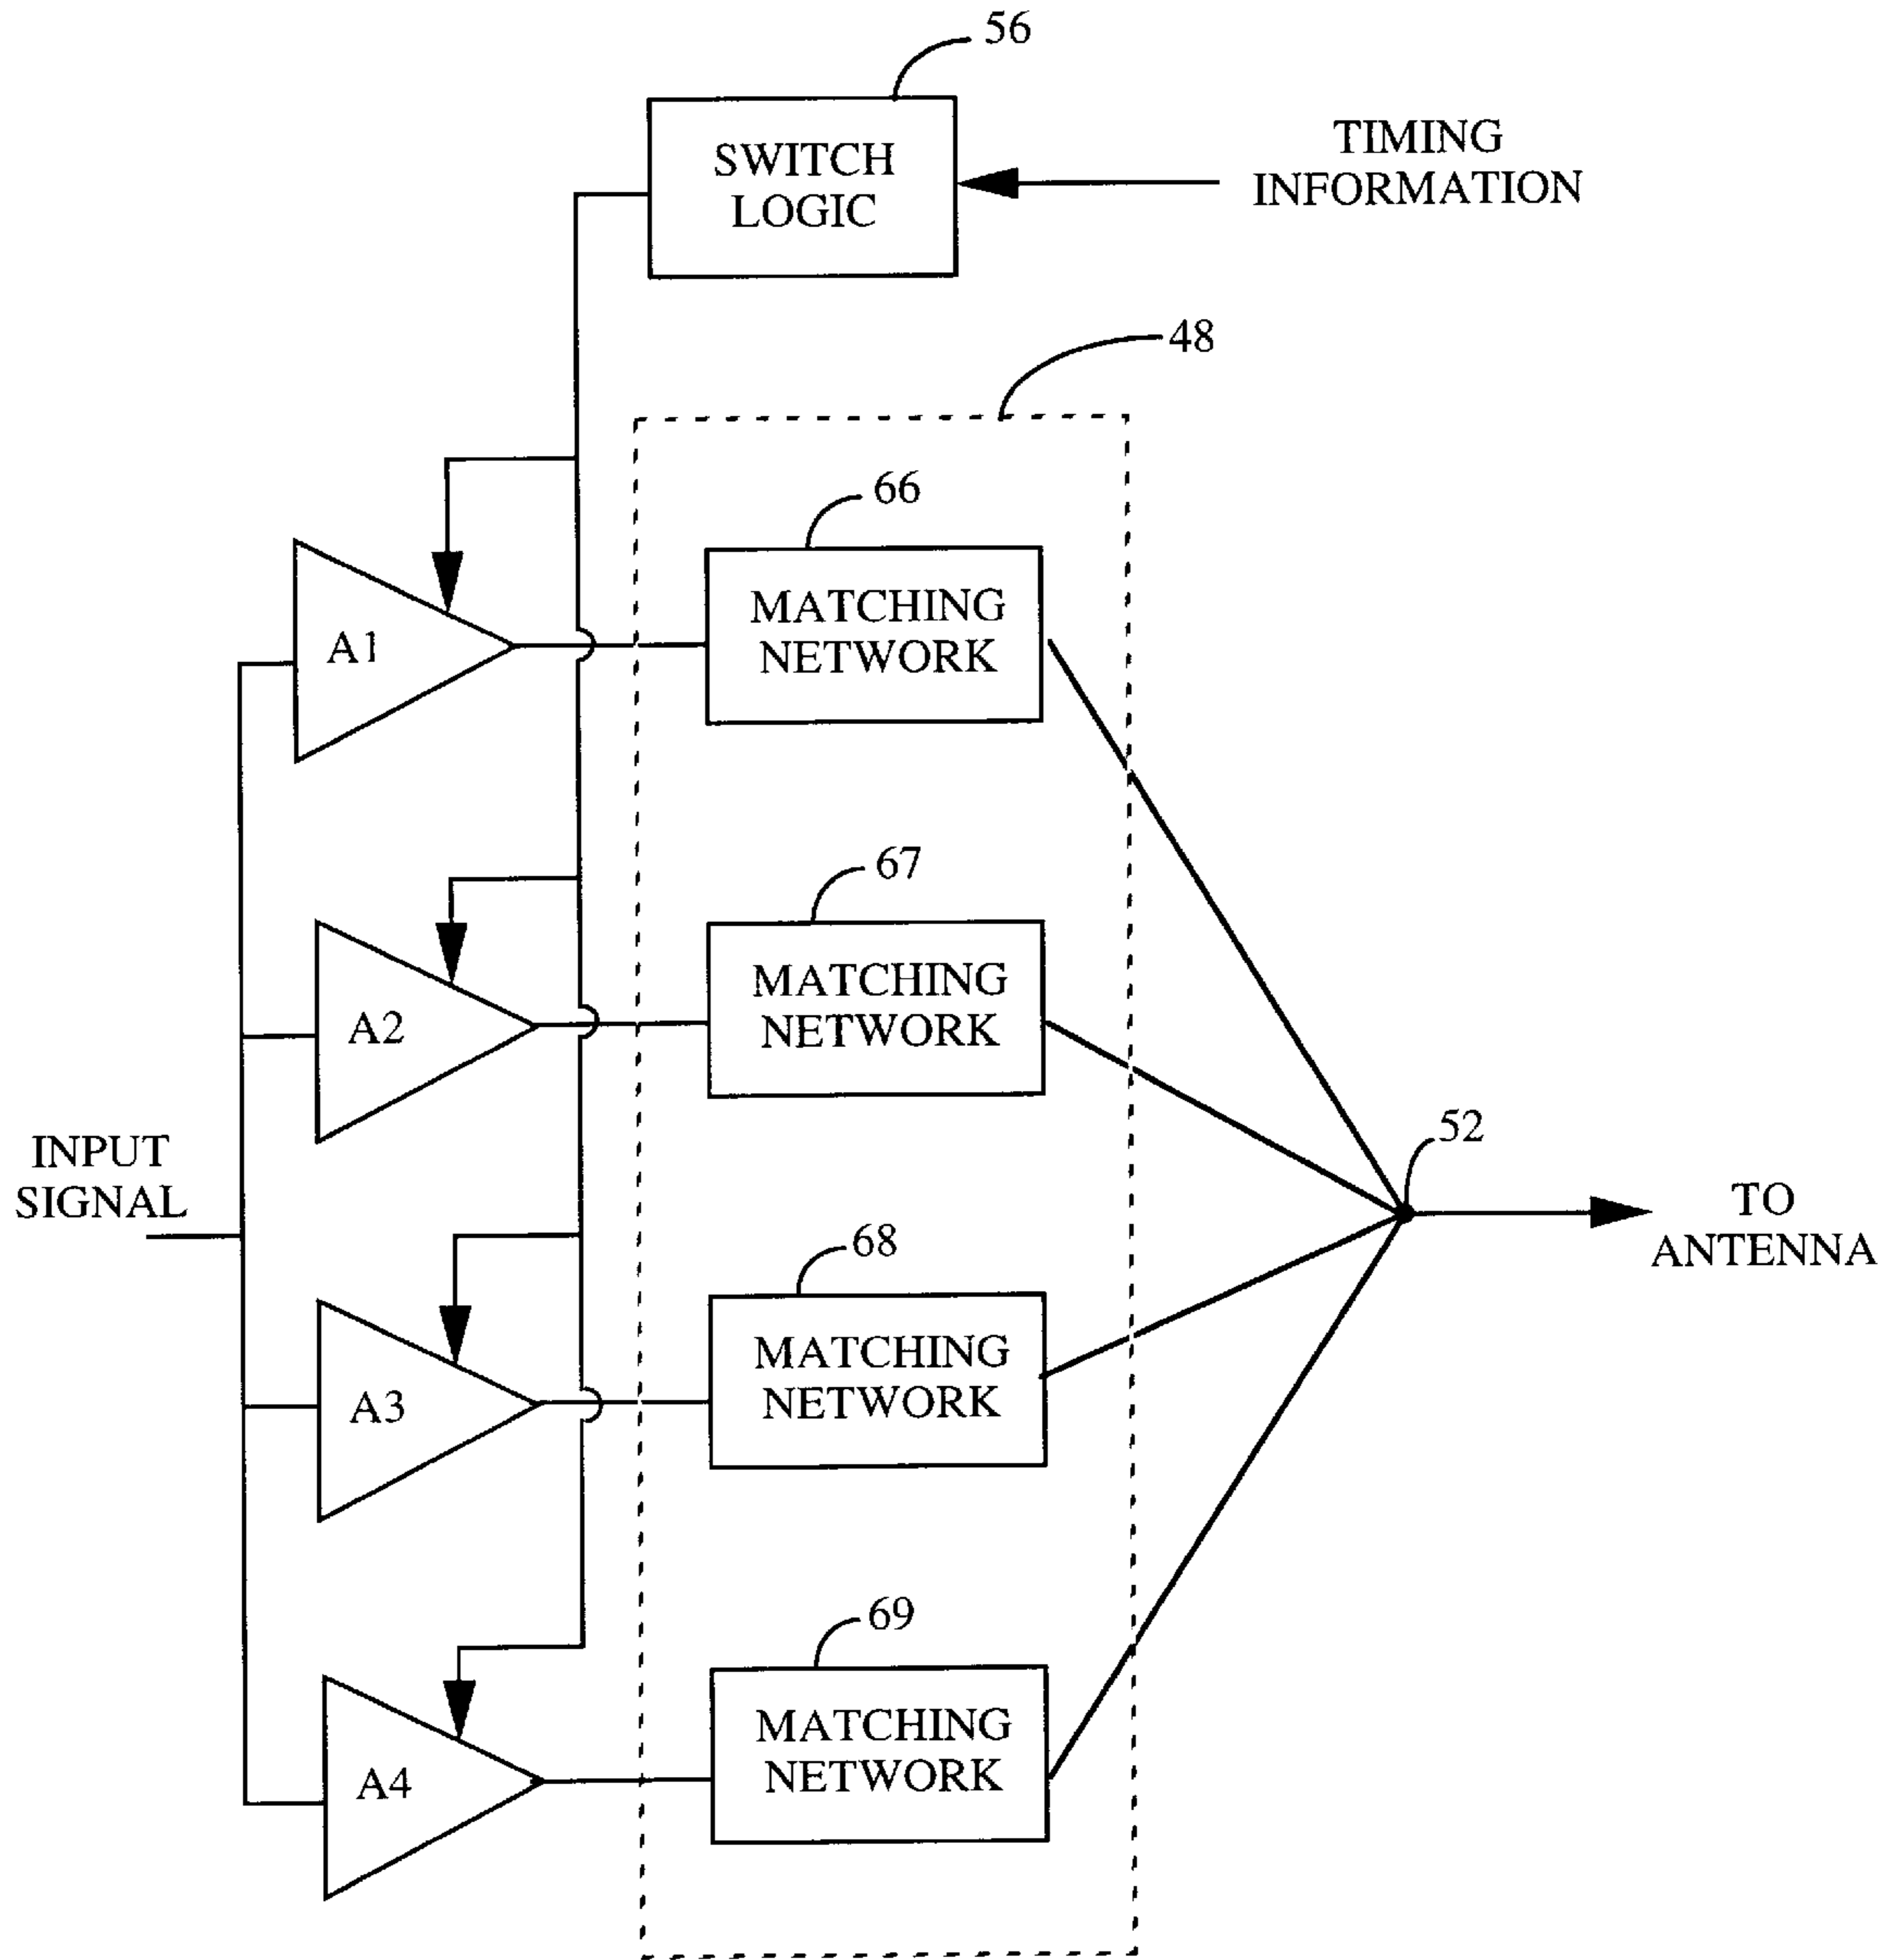 56
SWITCH
LOGIC
TIMING
INFORMATION
48
66
A1
MATCHING
NETWORK
67
A2
MATCHING
NETWORK
52
INPUT
SIGNAL
TO
ANTENNA
68
A3
MATCHING
NETWORK
69
A4
MATCHING
NETWORK